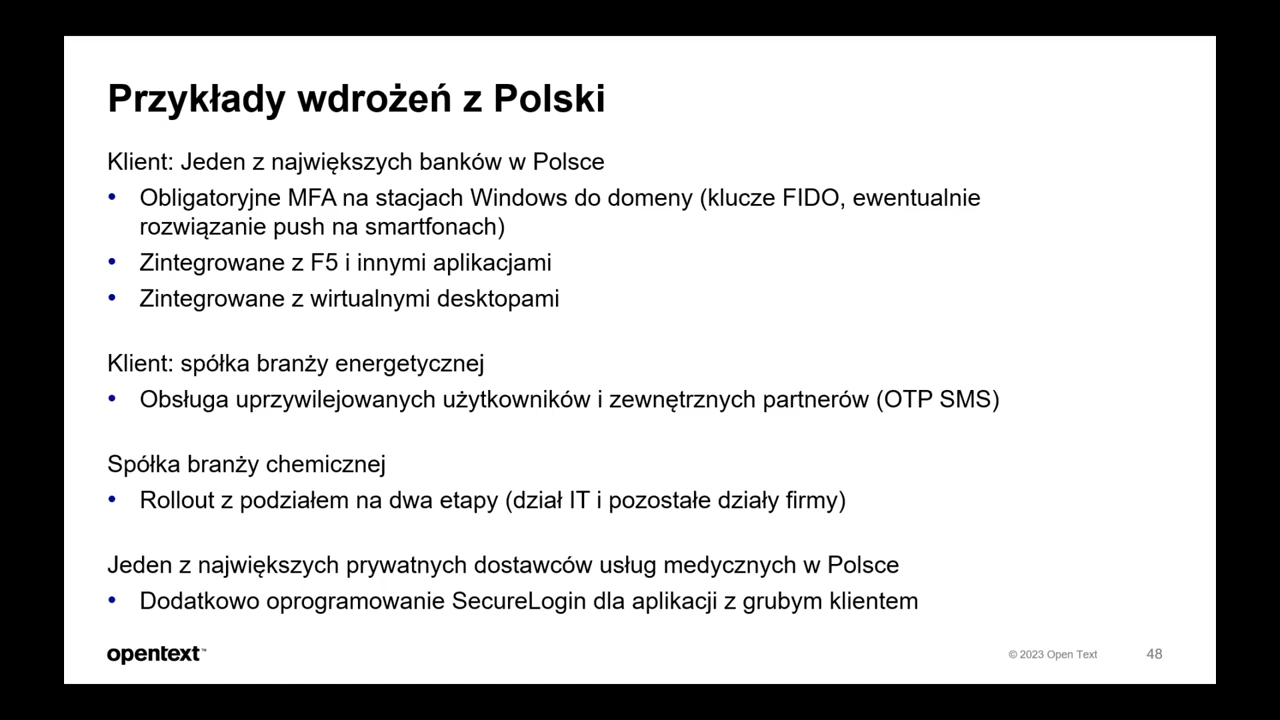 Przykłady wdrożeń z Polski
Klient: Jeden z największych banków w Polsce
• Obligatoryjne MFA na stacjach Windows do domeny (klucze FIDO, ewentualnie
rozwiązanie push na smartfonach)
• Zintegrowane z F5 i innymi aplikacjami
• Zintegrowane z wirtualnymi desktopami
Klient: spółka branży energetycznej
• Obsługa uprzywilejowanych użytkowników i zewnętrznych partnerów (OTP SMS)
Spółka branży chemicznej
• Rollout z podziałem na dwa etapy (dział IT i pozostałe działy firmy)
Jeden z największych prywatnych dostawców usług medycznych w Polsce
• Dodatkowo oprogramowanie SecureLogin dla aplikacji z grubym klientem
opentext™
© 2023 Open Text
48